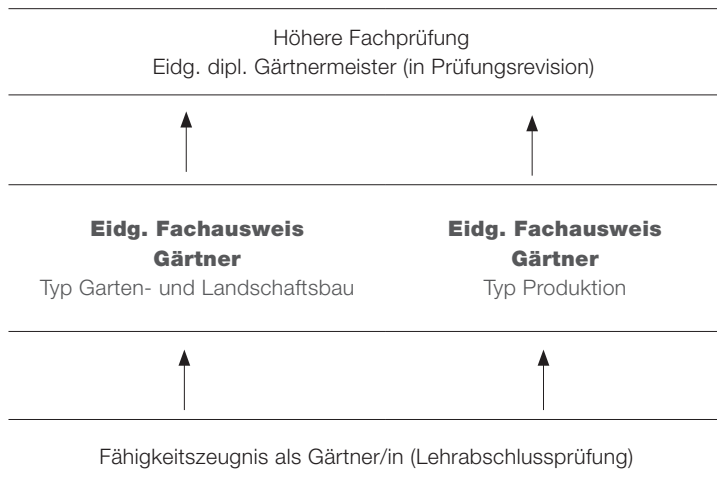 Höhere Fachprüfung
Eidg. dipl. Gärtnermeister (in Prüfungsrevision)
Eidg. Fachausweis
Gärtner
Typ Garten- und Landschaftsbau
Eidg. Fachausweis
Gärtner
Typ Produktion
Fähigkeitszeugnis als Gärtner/in (Lehrabschlussprüfung)